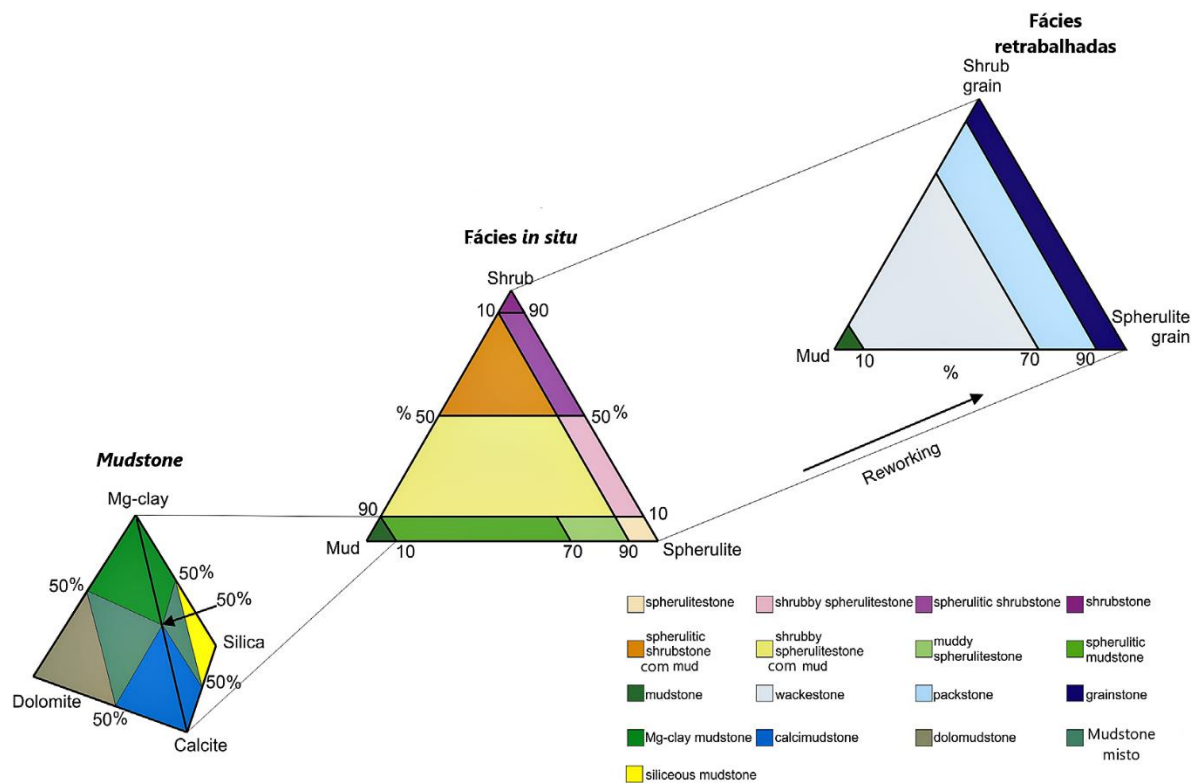 Fácies
retrabalhadas
Shrub
grain
Mud
10
70
90
%
Spherulite
grain
Reworking
Fácies in situ
Shrub
10
90
% 50
50 %
90
10
Mud
10
70
90
Spherulite
Mudstone
Mg-clay
50%
50%
50%
Silica
50%
Dolomite
50%
Calcite
spherulitestone
shrubby spherulitestone
spherulitic shrubstone
shrubstone
spherulitic
shrubstone
com mud
shrubby
spherulitestone
com mud
muddy
spherulitestone
spherulitic
mudstone
mudstone
wackestone
packstone
grainstone
Mg-clay mudstone
calcimudstone
dolomudstone
Mudstone
misto
siliceous mudstone